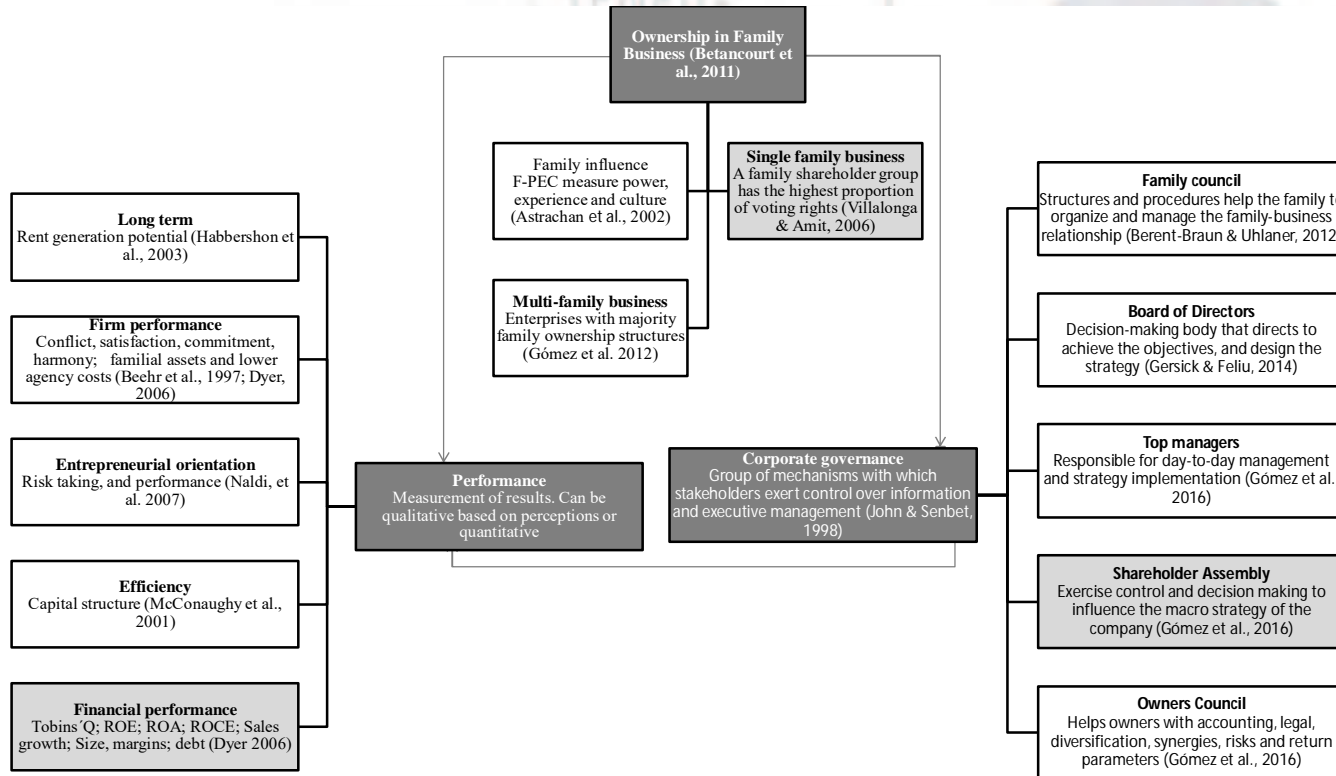 Ownership in Family
Business (Betancourt et
al., 2011)
Family influence
F-PEC measure power,
experience and culture
(Astrachan et al., 2002)
Single family business
A family shareholder group
has the highest proportion
of voting rights (Villalonga
& Amit, 2006)
Multi-family business
Enterprises with majority
family ownership structures
(Gómez et al. 2012)
Long term
Rent generation potential (Habbershon et
al., 2003)
Firm performance
Conflict, satisfaction, commitment,
harmony; familial assets and lower
agency costs (Beehr et al., 1997; Dyer,
2006)
Entrepreneurial orientation
Risk taking, and performance (Naldi, et
al. 2007)
Efficiency
Capital structure (McConaughy et al.,
2001)
Financial performance
Tobins´Q; ROE; ROA; ROCE; Sales
growth; Size, margins; debt (Dyer 2006)
Performance
Measurement of results. Can be
qualitative based on perceptions or
quantitative
Corporate governance
Group of mechanisms with which
stakeholders exert control over information
and executive management (John & Senbet,
1998)
Family council
Structures and procedures help the family t
organize and manage the family-business
relationship (Berent-Braun & Uhlaner, 2012
Board of Directors
Decision-making body that directs to
achieve the objectives, and design the
strategy (Gersick & Feliu, 2014)
Top managers
Responsible for day-to-day management
and strategy implementation (Gómez et al.
2016)
Shareholder Assembly
Exercise control and decision making to
influence the macro strategy of the
company (Gómez et al., 2016)
Owners Council
Helps owners with accounting, legal,
diversification, synergies, risks and return
parameters (Gómez et al., 2016)